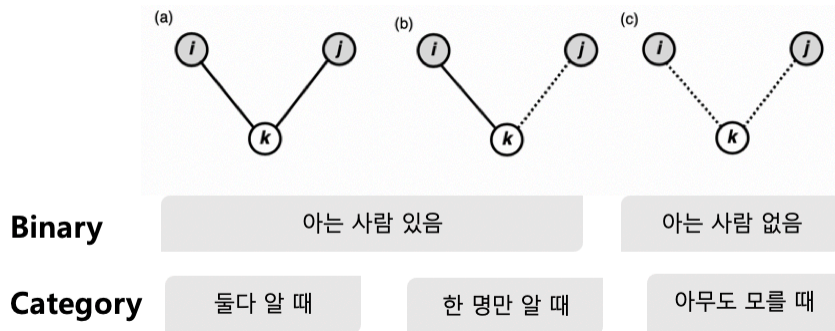 (a)
i
j
k
(b)
i
j
k
(c)
i
j
k
Binary
아는 사람 있음
아는 사람 없음
Category
둘다 알 때
한 명만 알 때
아무도 모를 때